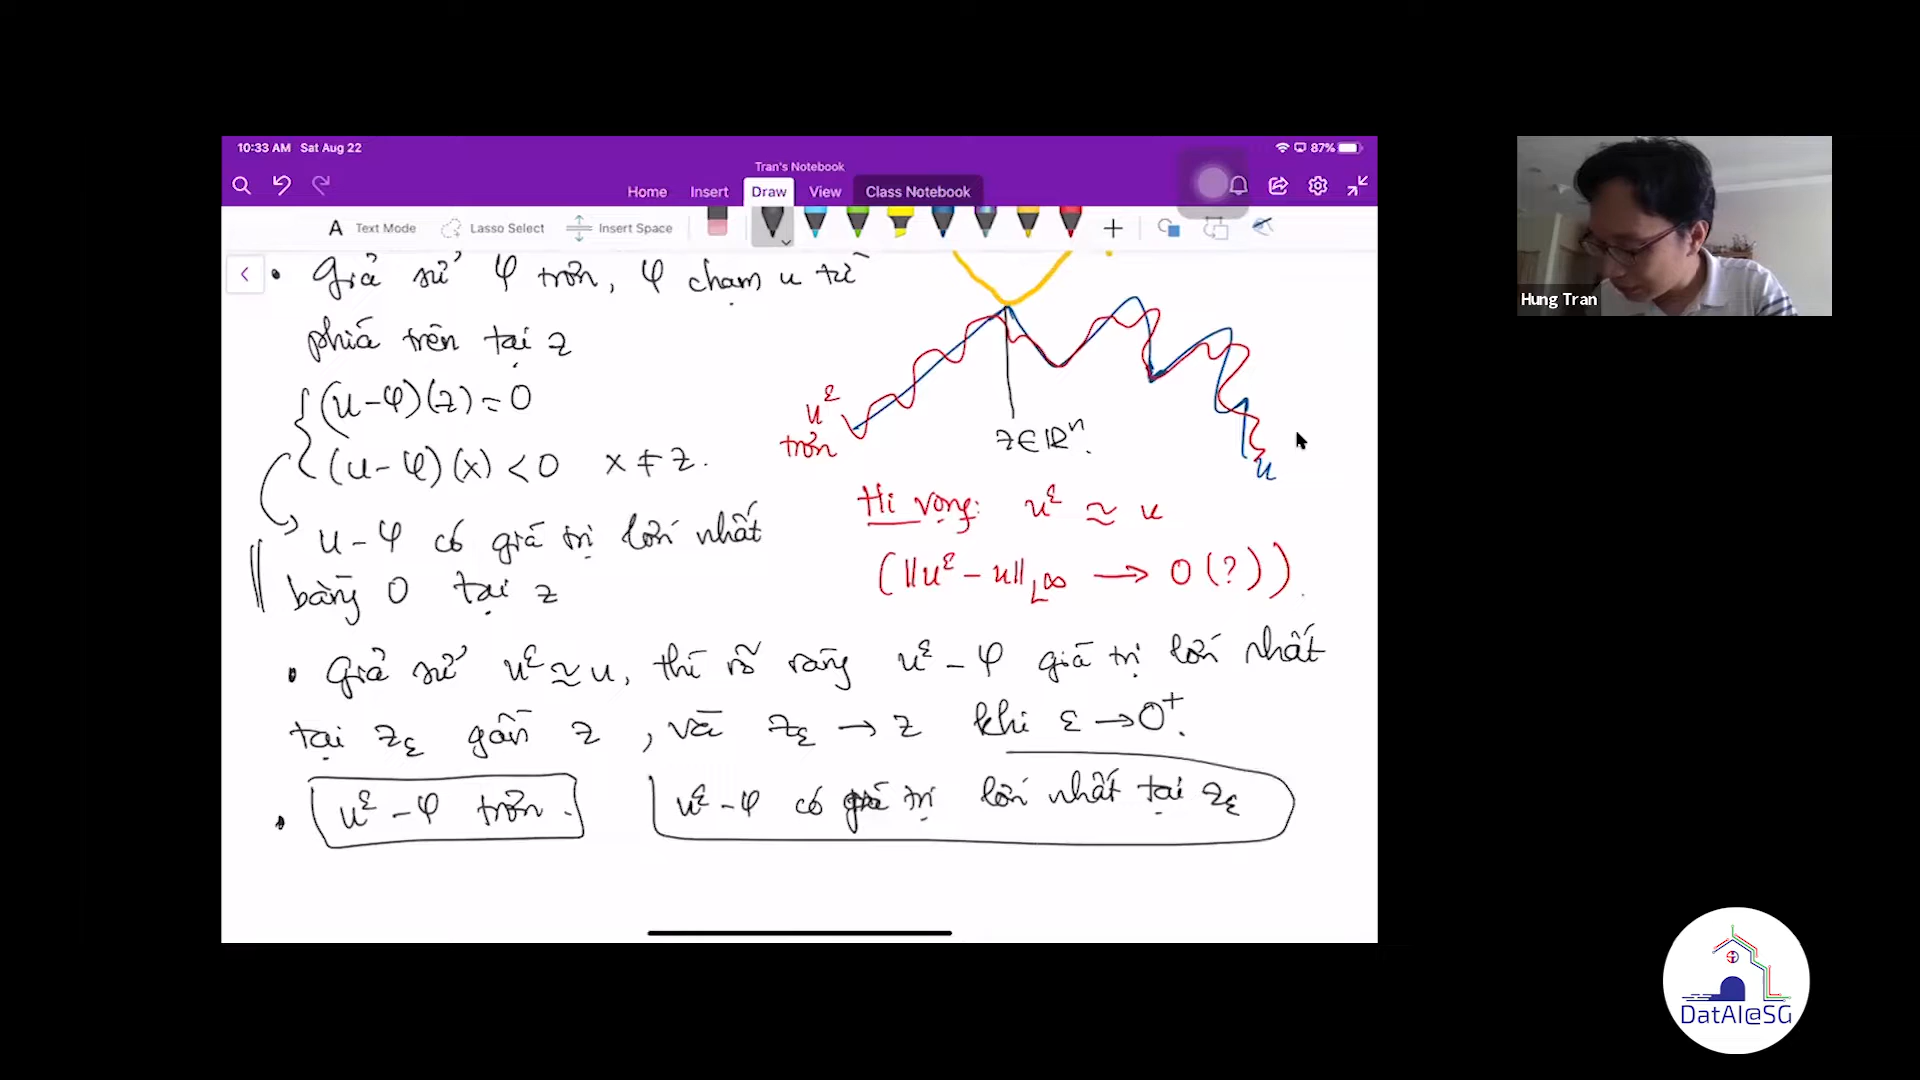 10:33 AM Sat Aug 22
87%
Tran's Notebook
Home Insert Draw View Class Notebook
A Text Mode Lasso Select Insert Space
• Giả sử φ trơn, φ chạm u từ
phía trên tại z
(u-φ)(z)=0
(u-φ)(x)<0 x≠z.
u-φ có giá trị lớn nhất
bằng 0 tại z
u^ε
trơn
z∈ℝ^n.
u
Hi vọng: u^ε ≈ u
(‖u^ε - u‖_L∞ → 0 (?)).
• Giả sử u^ε ≈ u, thì rõ ràng u^ε - φ giá trị lớn nhất
tại z_ε gần z, và z_ε → z khi ε → 0^+.
• u^ε - φ trơn. u^ε - φ có giá trị lớn nhất tại z_ε
Hung Tran
DatAI@SG